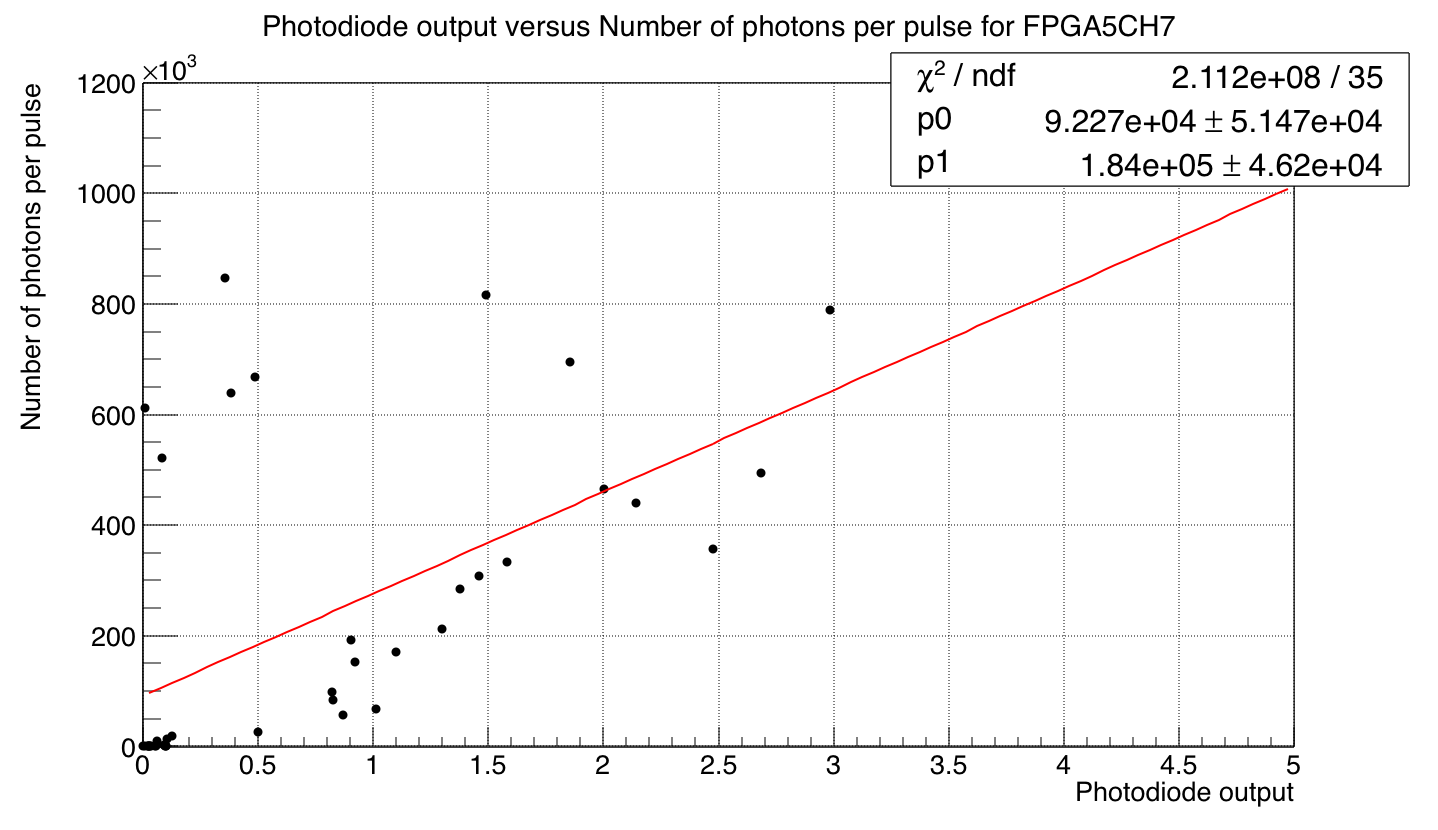 Photodiode output versus Number of photons per pulse for FPGA5CH7
×10³
χ² / ndf 2.112e+08 / 35
p0 9.227e+04 ± 5.147e+04
p1 1.84e+05 ± 4.62e+04
Number of photons per pulse
1200
1000
800
600
400
200
0
0 0.5 1 1.5 2 2.5 3 3.5 4 4.5 5
Photodiode output